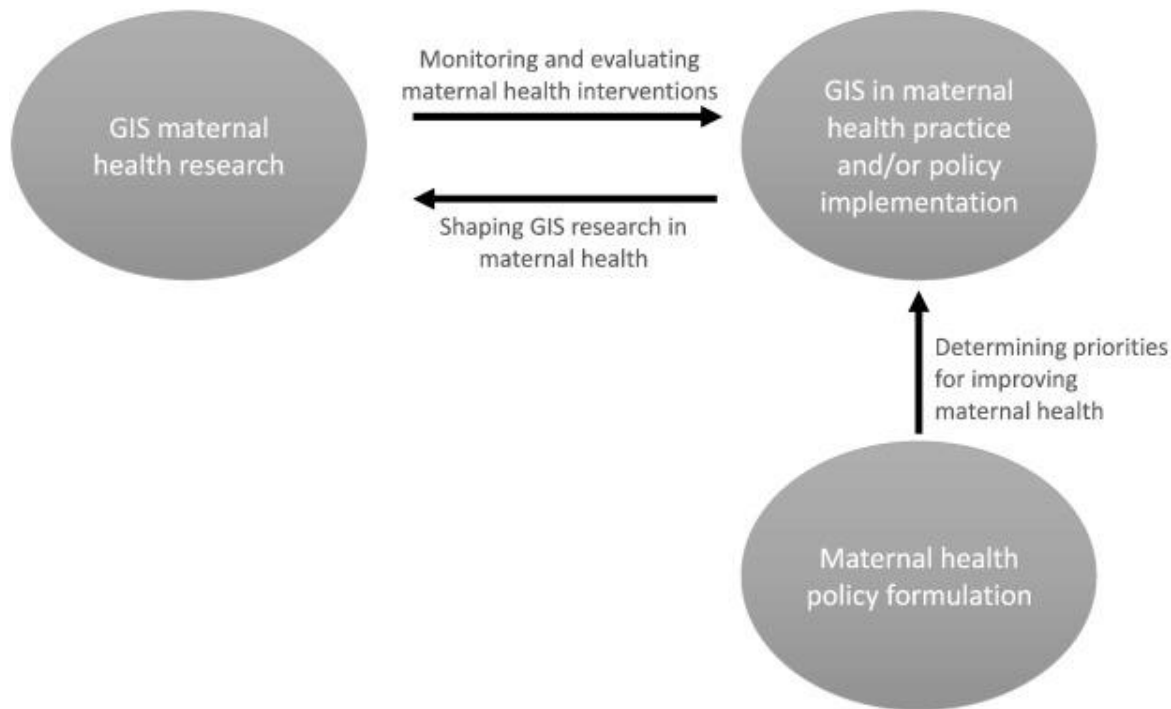 GIS maternal
health research
Monitoring and evaluating
maternal health interventions
Shaping GIS research in
maternal health
GIS in maternal
health practice
and/or policy
implementation
Determining priorities
for improving
maternal health
Maternal health
policy formulation